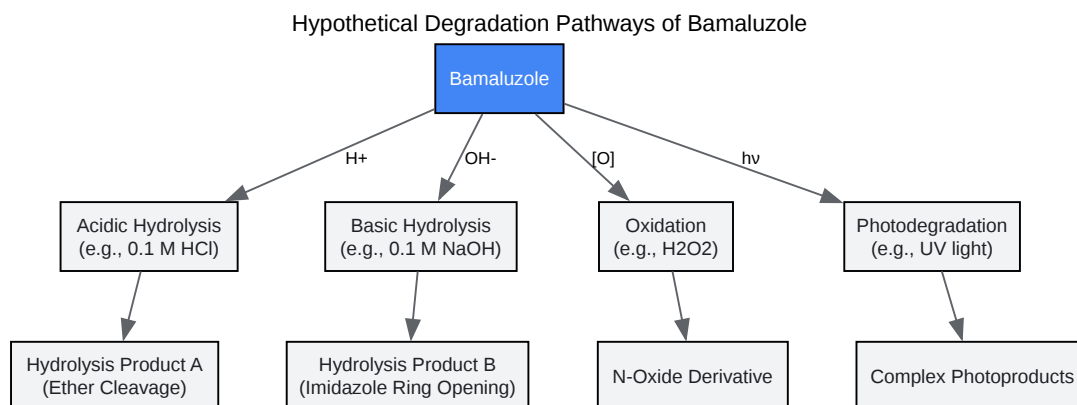 Hypothetical Degradation Pathways of Bamaluzole
Bamaluzole
H+
OH-
[O]
hν
Acidic Hydrolysis
(e.g., 0.1 M HCl)
Basic Hydrolysis
(e.g., 0.1 M NaOH)
Oxidation
(e.g., H2O2)
Photodegradation
(e.g., UV light)
Hydrolysis Product A
(Ether Cleavage)
Hydrolysis Product B
(Imidazole Ring Opening)
N-Oxide Derivative
Complex Photoproducts